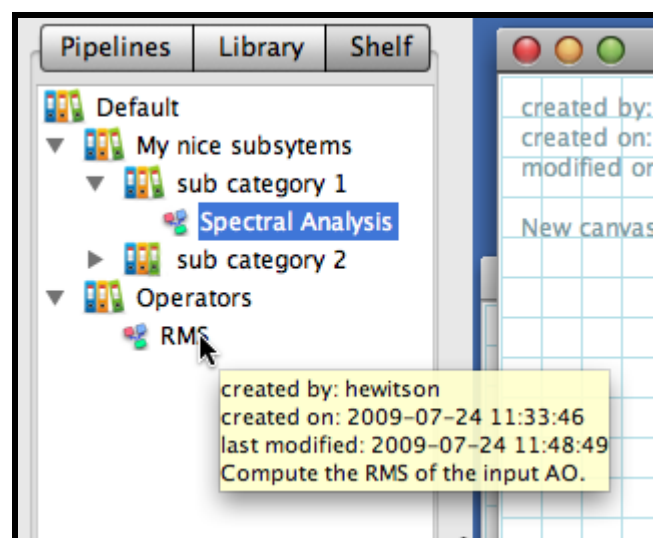 Pipelines Library Shelf
Default
My nice subsytems
sub category 1
Spectral Analysis
sub category 2
Operators
RMS
created by: hewitson
created on: 2009-07-24 11:33:46
last modified: 2009-07-24 11:48:49
Compute the RMS of the input AO.
created by:
created on:
modified or
New canvas